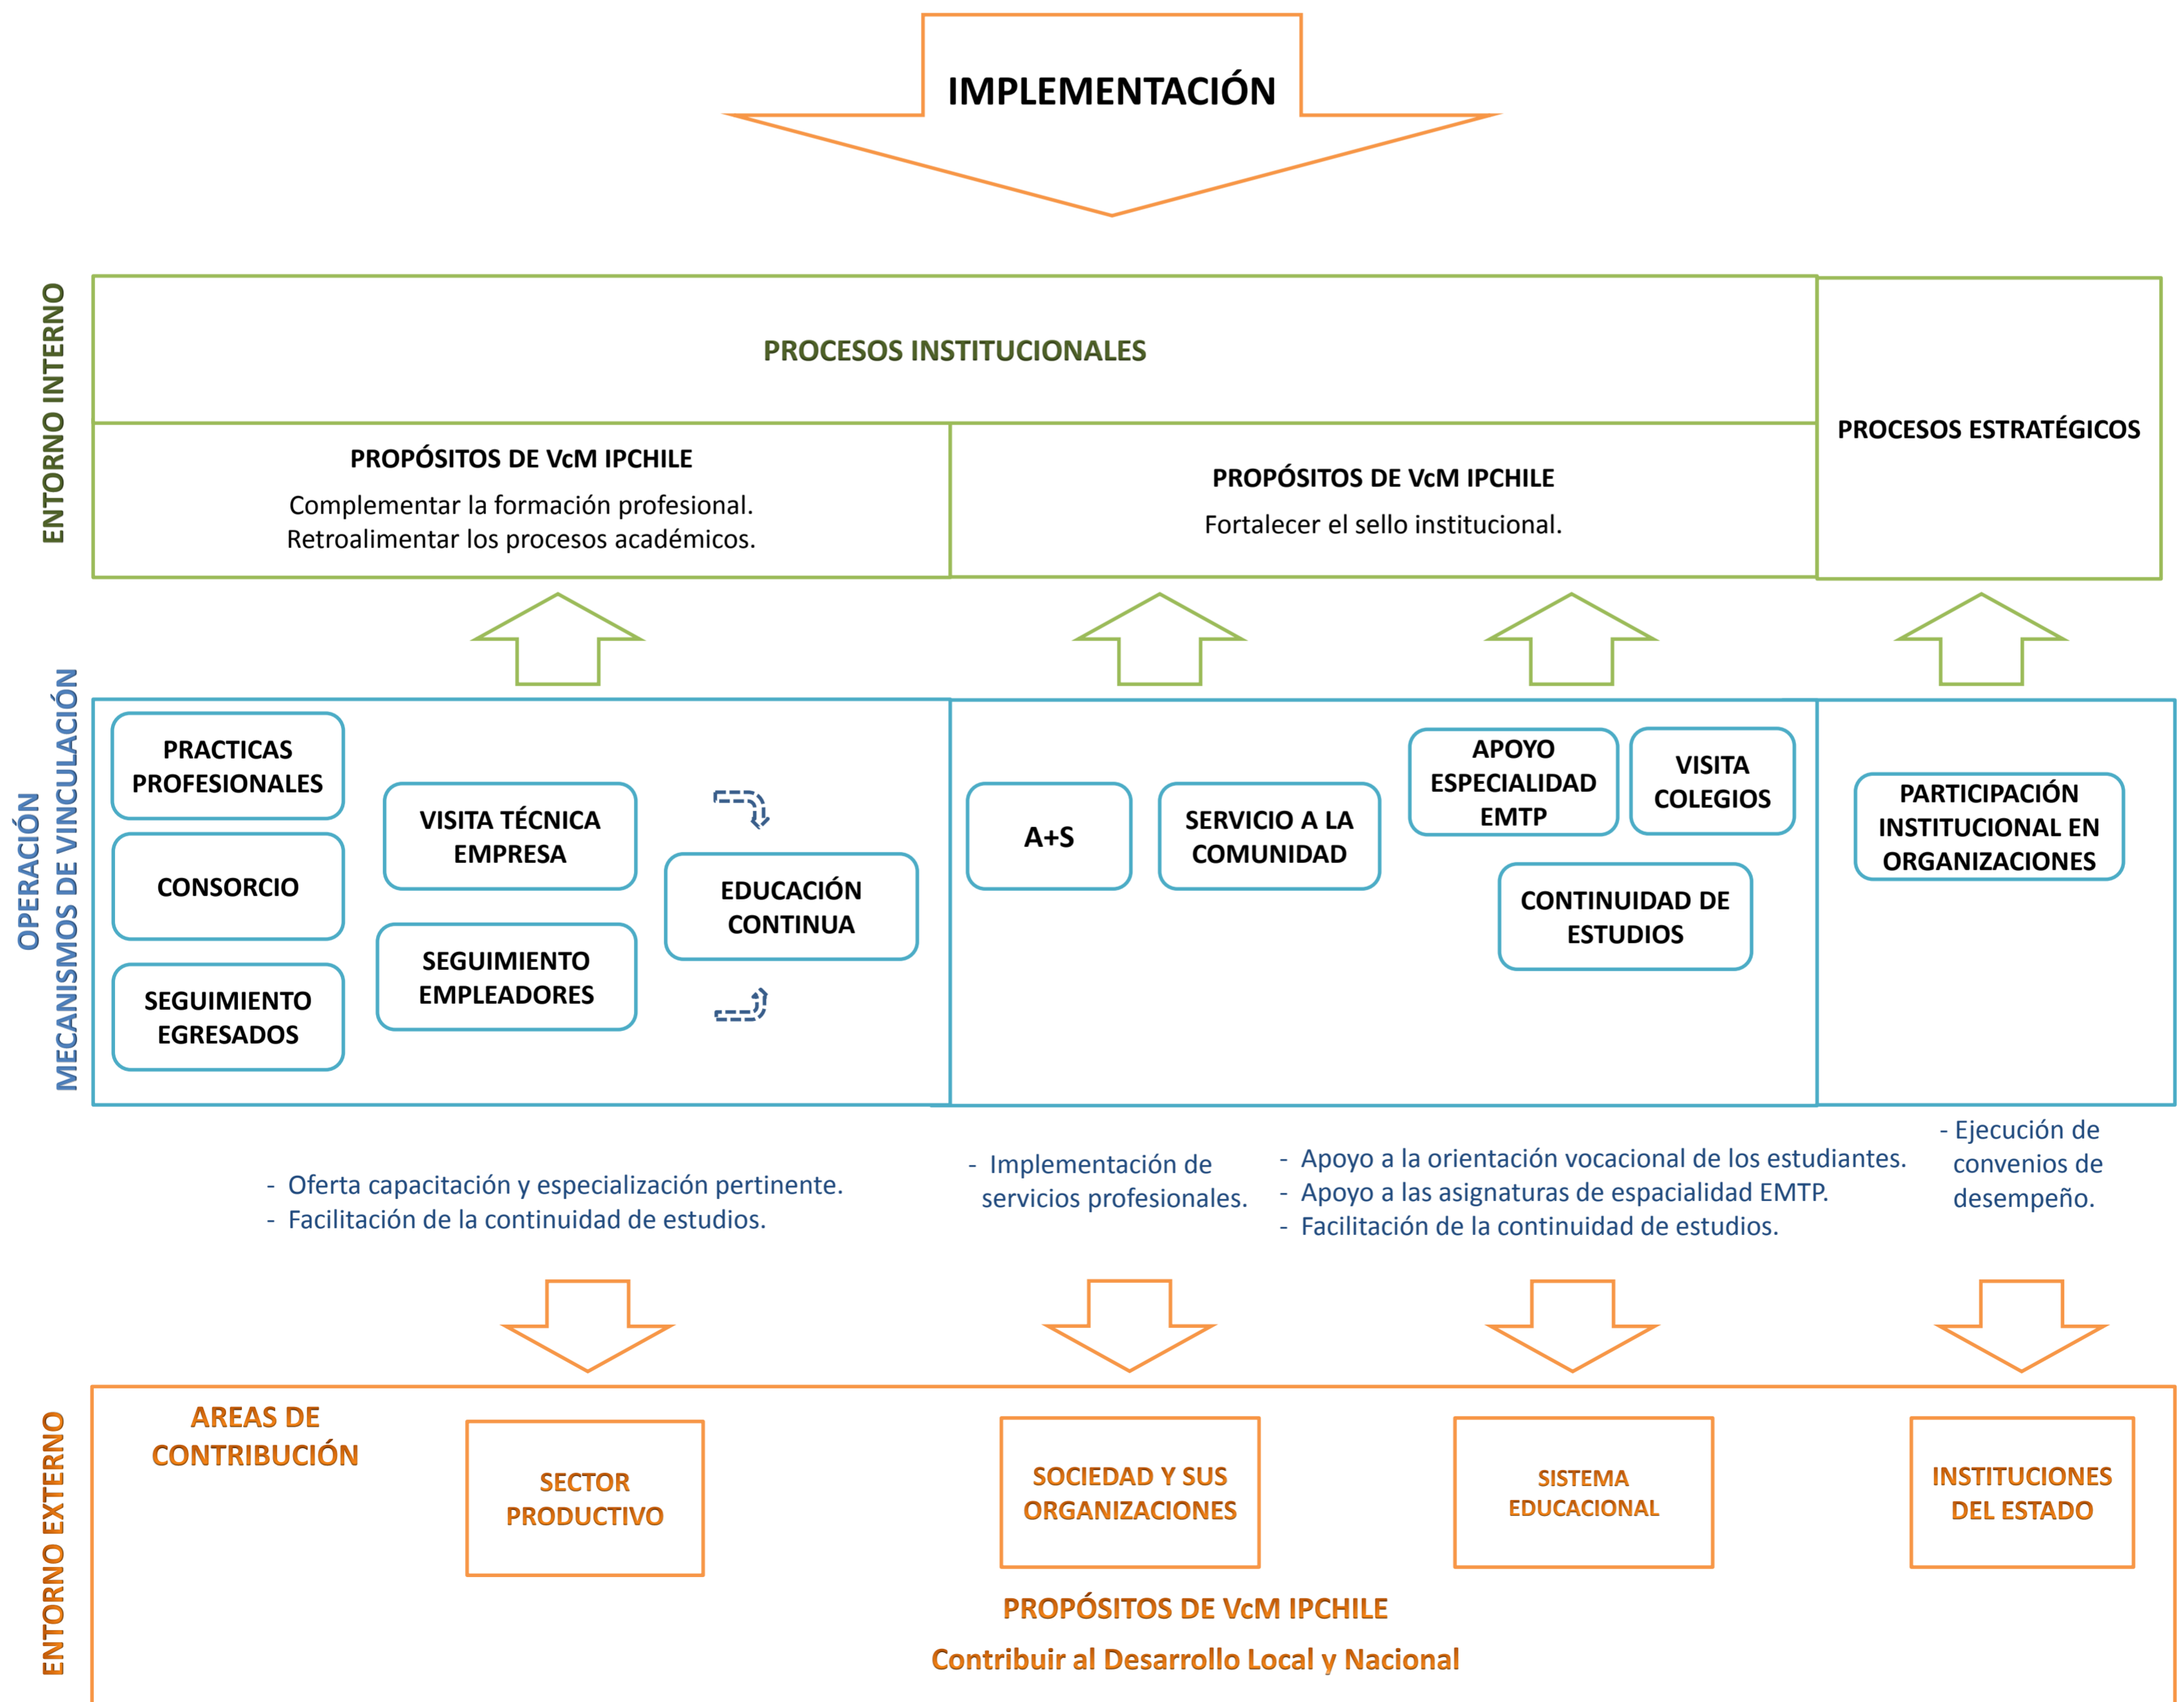 IMPLEMENTACIÓN
ENTORNO INTERNO
PROCESOS INSTITUCIONALES
PROCESOS ESTRATÉGICOS
PROPÓSITOS DE VcM IPCHILE
Complementar la formación profesional.
Retroalimentar los procesos académicos.
PROPÓSITOS DE VcM IPCHILE
Fortalecer el sello institucional.
OPERACIÓN
MECANISMOS DE VINCULACIÓN
PRACTICAS
PROFESIONALES
CONSORCIO
SEGUIMIENTO
EGRESADOS
VISITA TÉCNICA
EMPRESA
SEGUIMIENTO
EMPLEADORES
EDUCACIÓN
CONTINUA
A+S
SERVICIO A LA
COMUNIDAD
APOYO
ESPECIALIDAD
EMTP
VISITA
COLEGIOS
CONTINUIDAD DE
ESTUDIOS
PARTICIPACIÓN
INSTITUCIONAL EN
ORGANIZACIONES
- Oferta capacitación y especialización pertinente.
- Facilitación de la continuidad de estudios.
- Implementación de
servicios profesionales.
- Apoyo a la orientación vocacional de los estudiantes.
- Apoyo a las asignaturas de espacialidad EMTP.
- Facilitación de la continuidad de estudios.
- Ejecución de
convenios de
desempeño.
ENTORNO EXTERNO
AREAS DE
CONTRIBUCIÓN
SECTOR
PRODUCTIVO
SOCIEDAD Y SUS
ORGANIZACIONES
SISTEMA
EDUCACIONAL
INSTITUCIONES
DEL ESTADO
PROPÓSITOS DE VcM IPCHILE
Contribuir al Desarrollo Local y Nacional